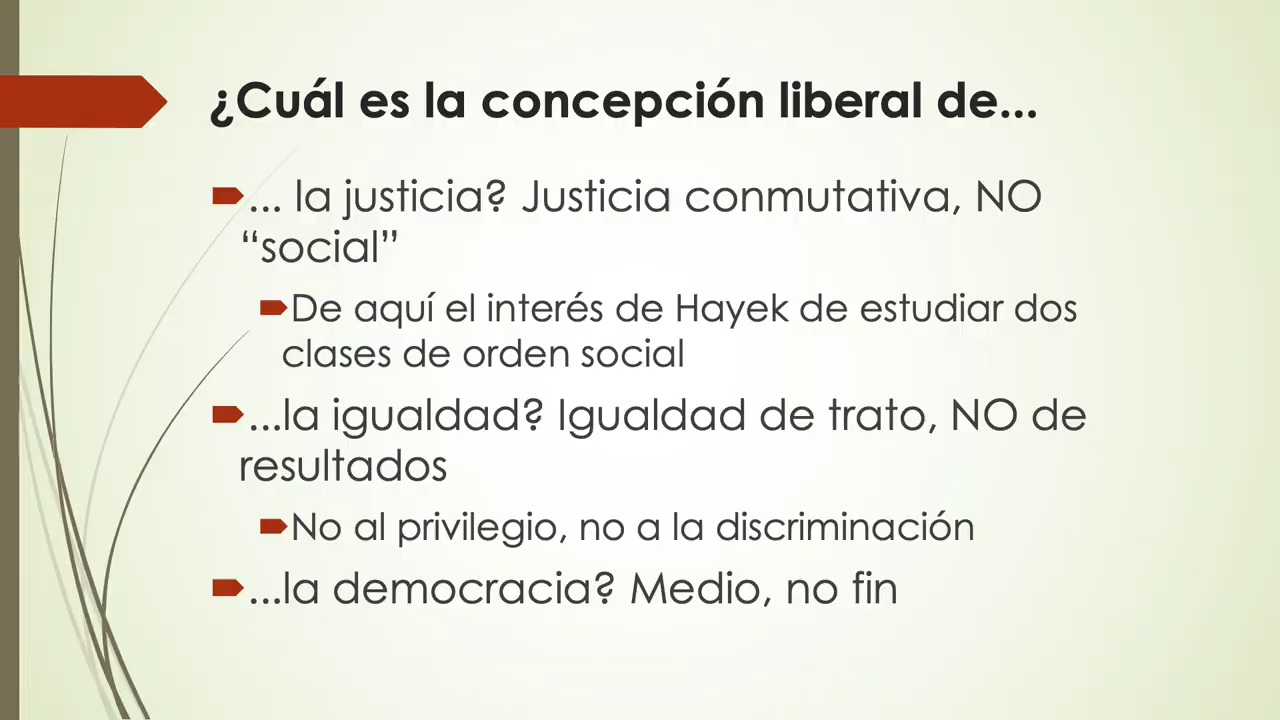 ¿Cuál es la concepción liberal de...
... la justicia? Justicia conmutativa, NO
“social”
De aquí el interés de Hayek de estudiar dos
clases de orden social
...la igualdad? Igualdad de trato, NO de
resultados
No al privilegio, no a la discriminación
...la democracia? Medio, no fin